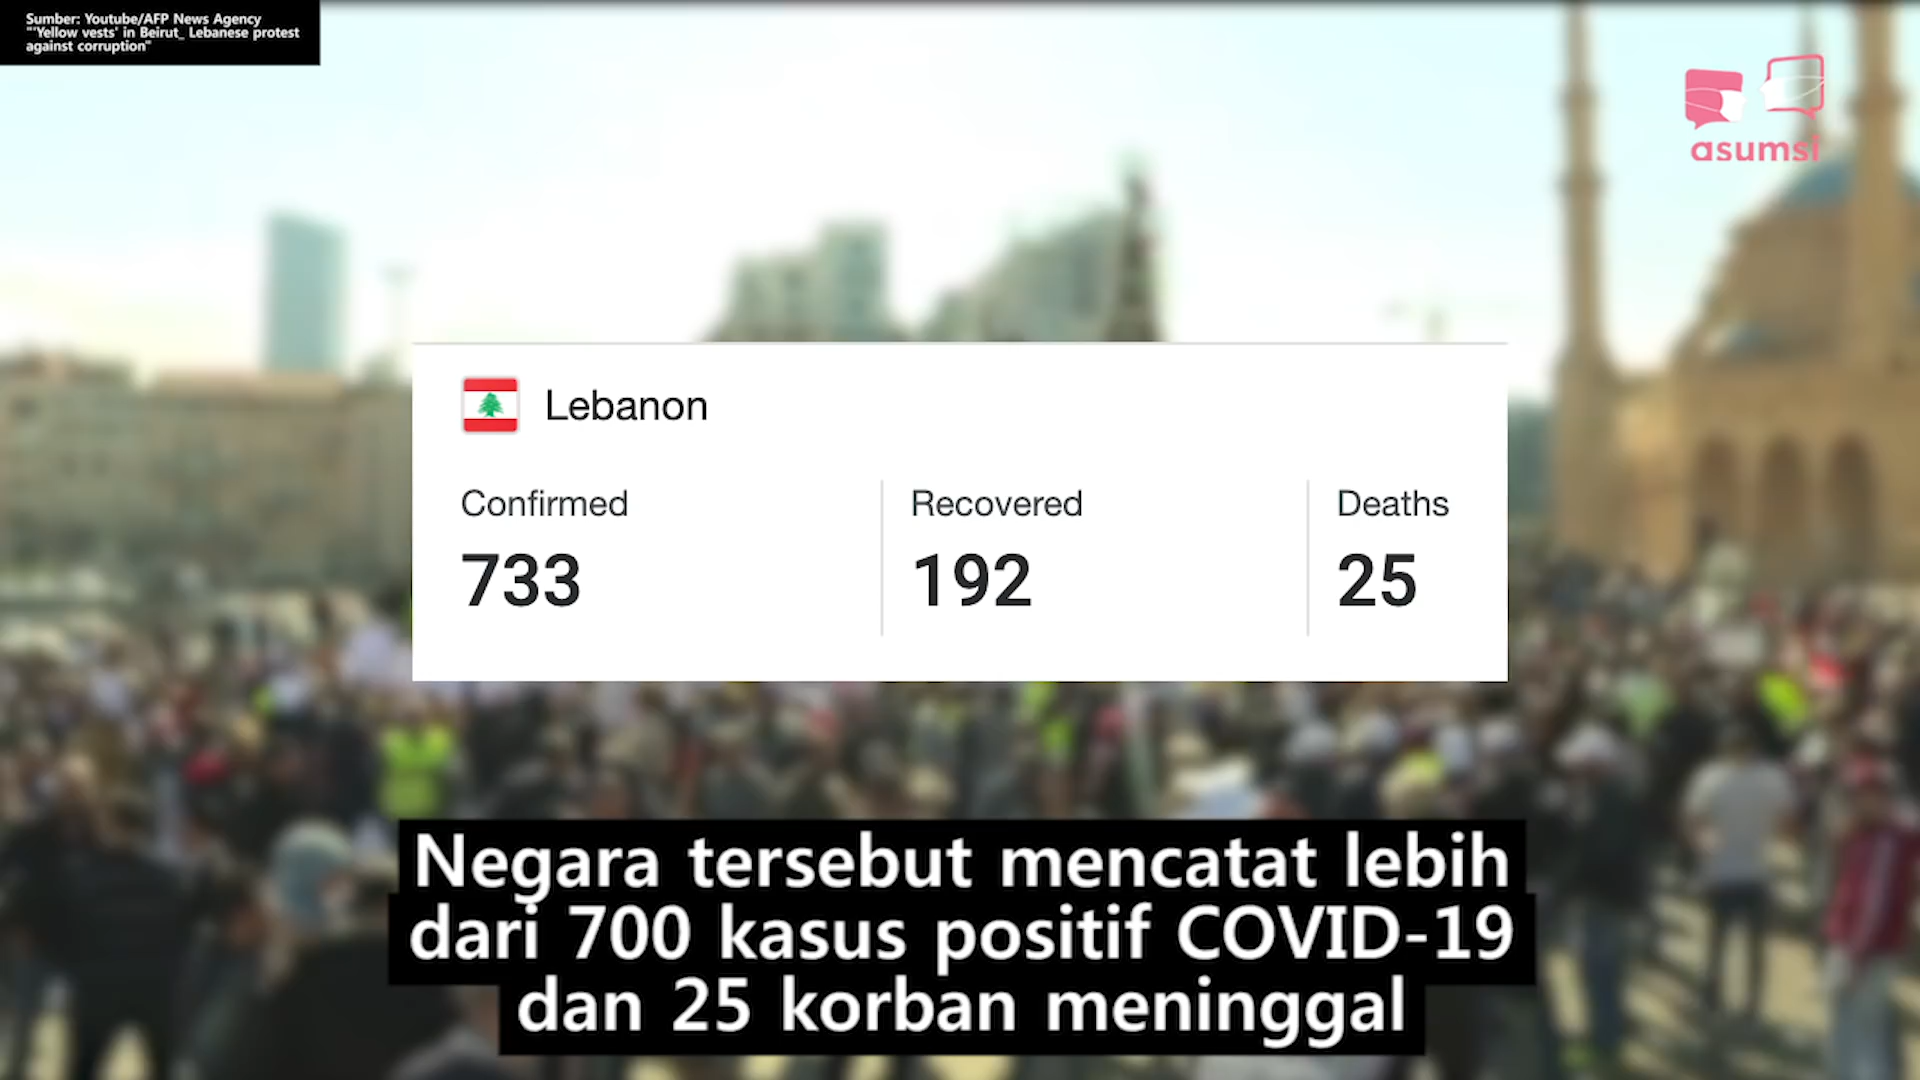 Sumber: Youtube/AFP News Agency
"'Yellow vests' in Beirut_ Lebanese protest
against corruption"
asumsi
Lebanon
Confirmed
Recovered
Deaths
733
192
25
Negara tersebut mencatat lebih
dari 700 kasus positif COVID-19
dan 25 korban meninggal